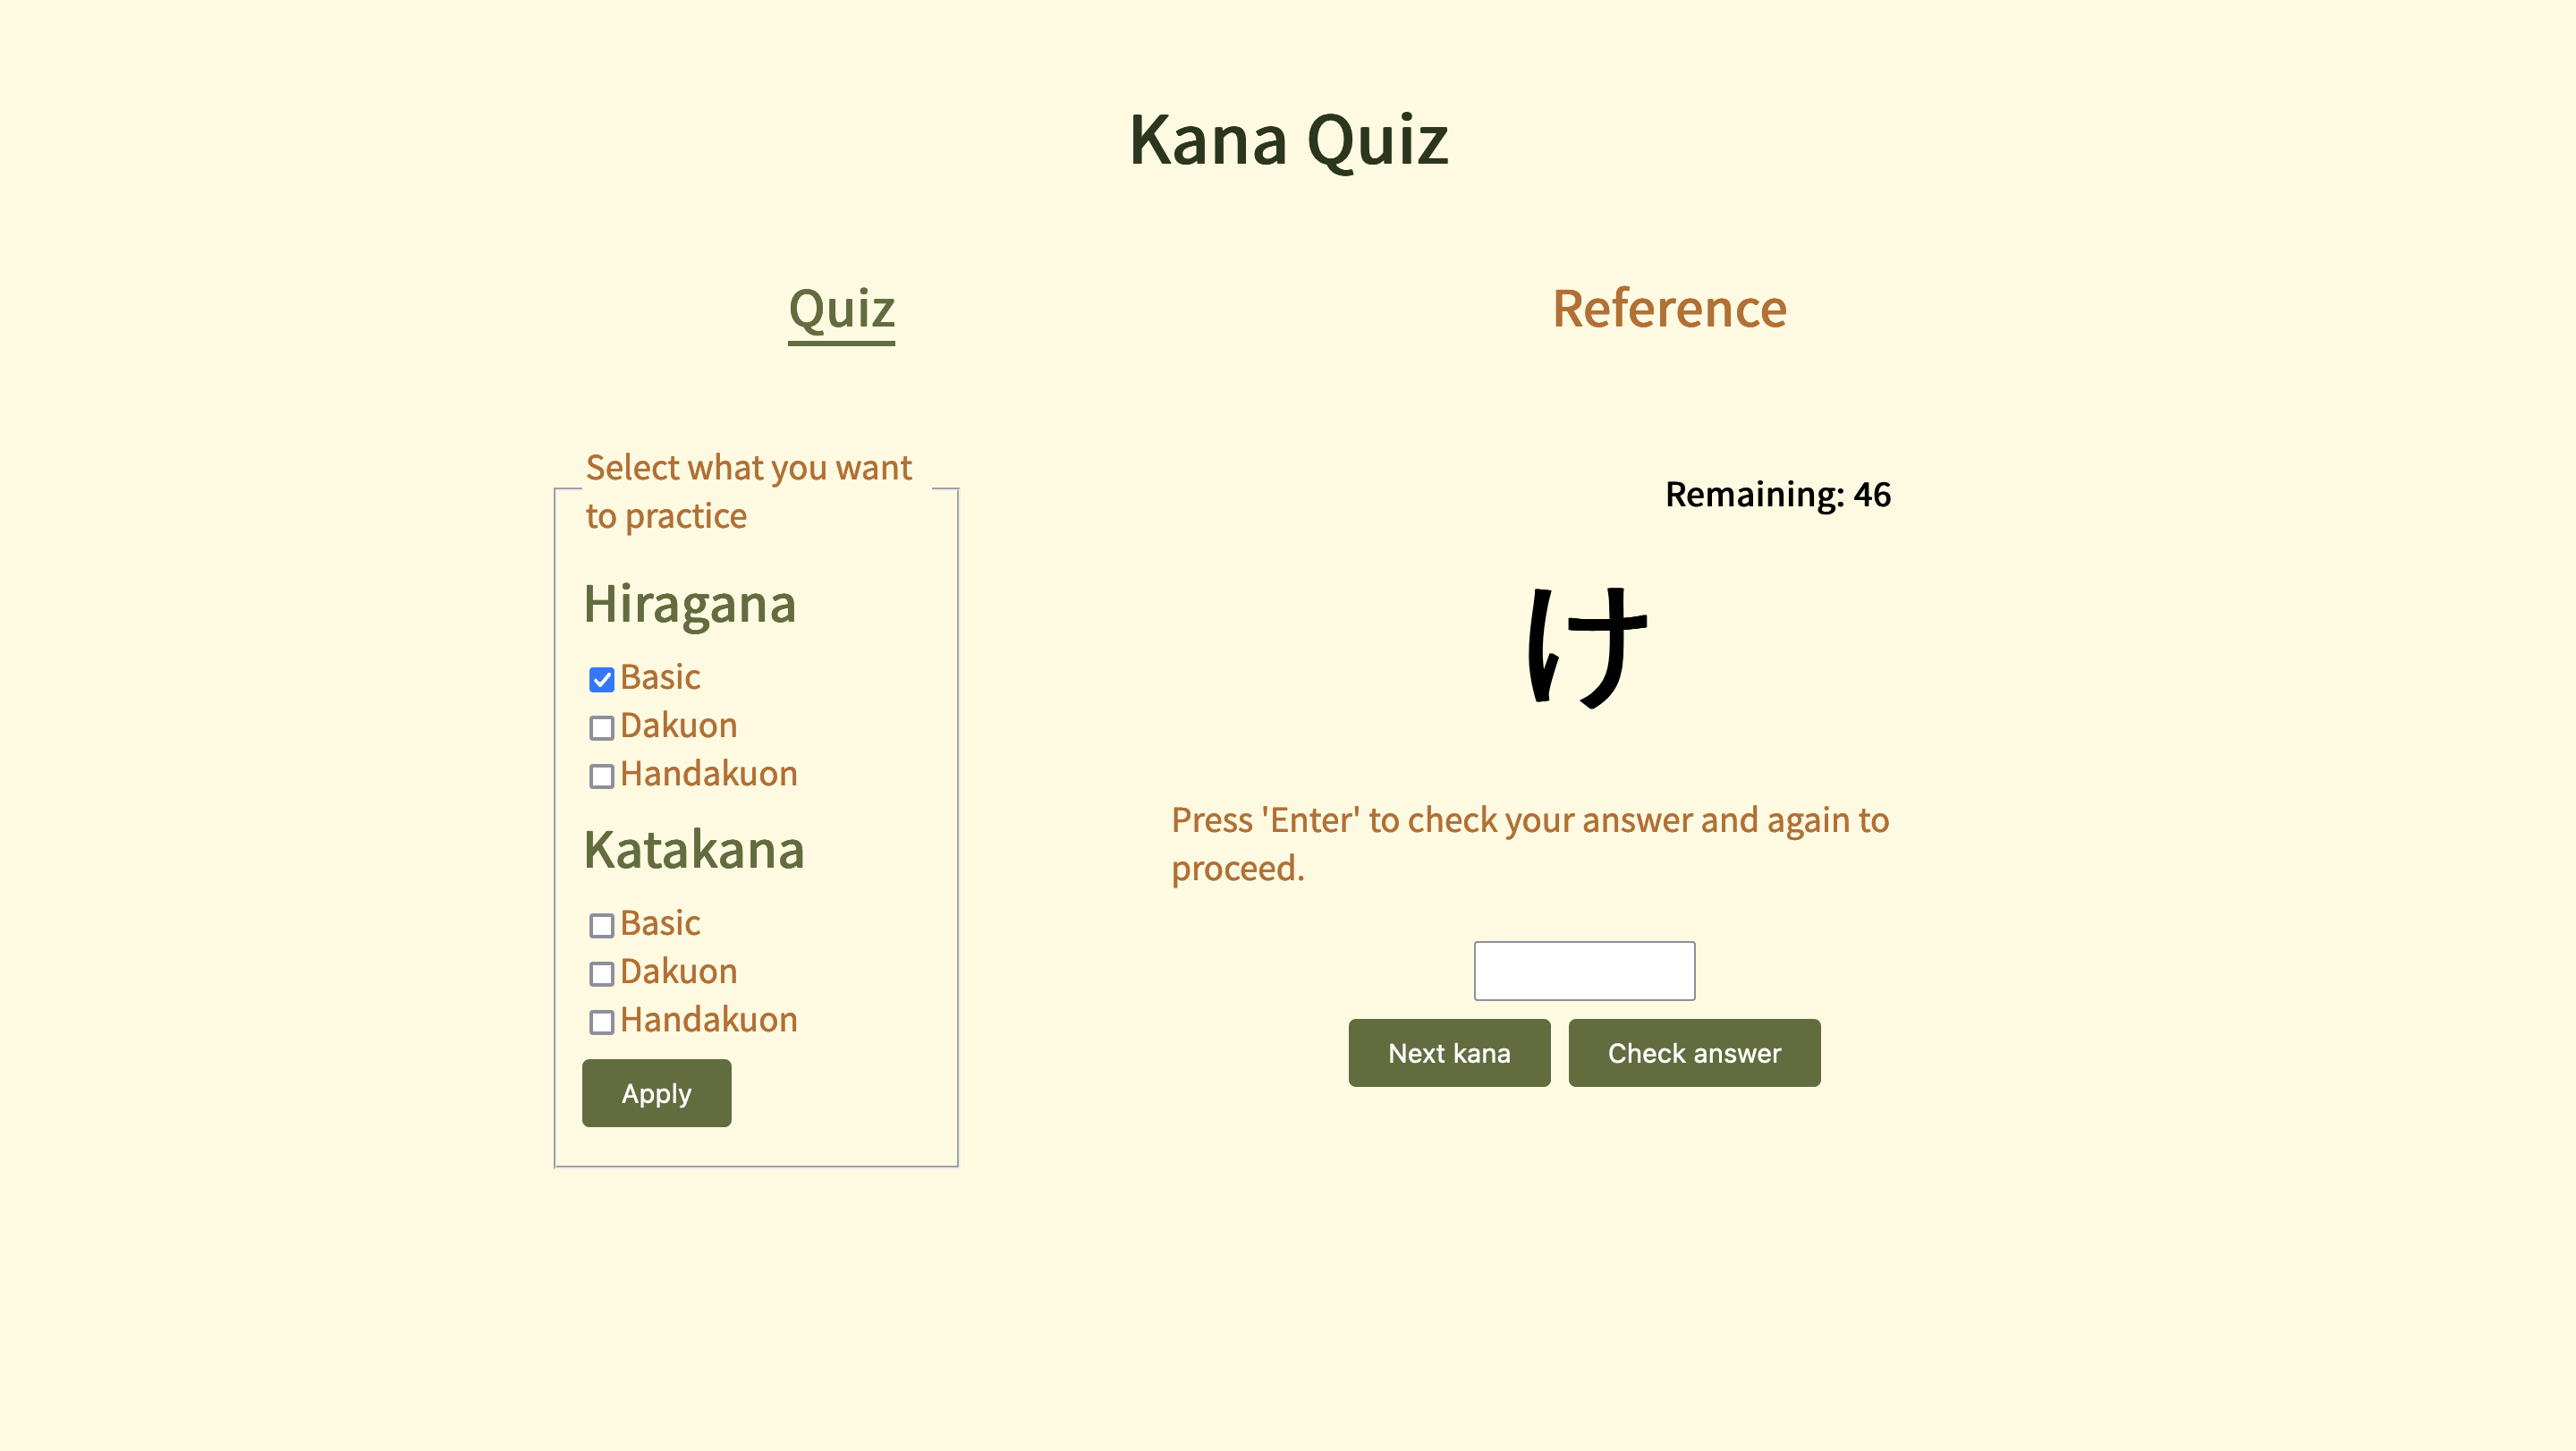 Kana Quiz
Quiz
Reference
Select what you want
to practice
Hiragana
Basic
Dakuon
Handakuon
Katakana
Basic
Dakuon
Handakuon
Apply
Remaining: 46
け
Press 'Enter' to check your answer and again to
proceed.
Next kana
Check answer